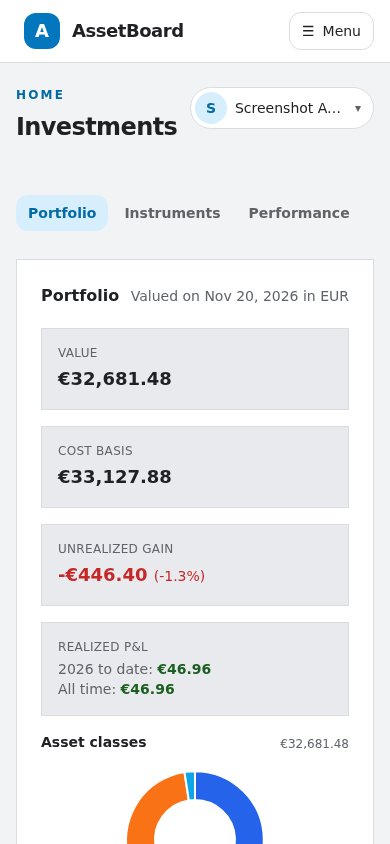 A AssetBoard ☰ Menu
HOME
Investments
S Screenshot A... ▾
Portfolio Instruments Performance
Portfolio Valued on Nov 20, 2026 in EUR
VALUE
€32,681.48
COST BASIS
€33,127.88
UNREALIZED GAIN
-€446.40 (-1.3%)
REALIZED P&L
2026 to date: €46.96
All time: €46.96
Asset classes €32,681.48